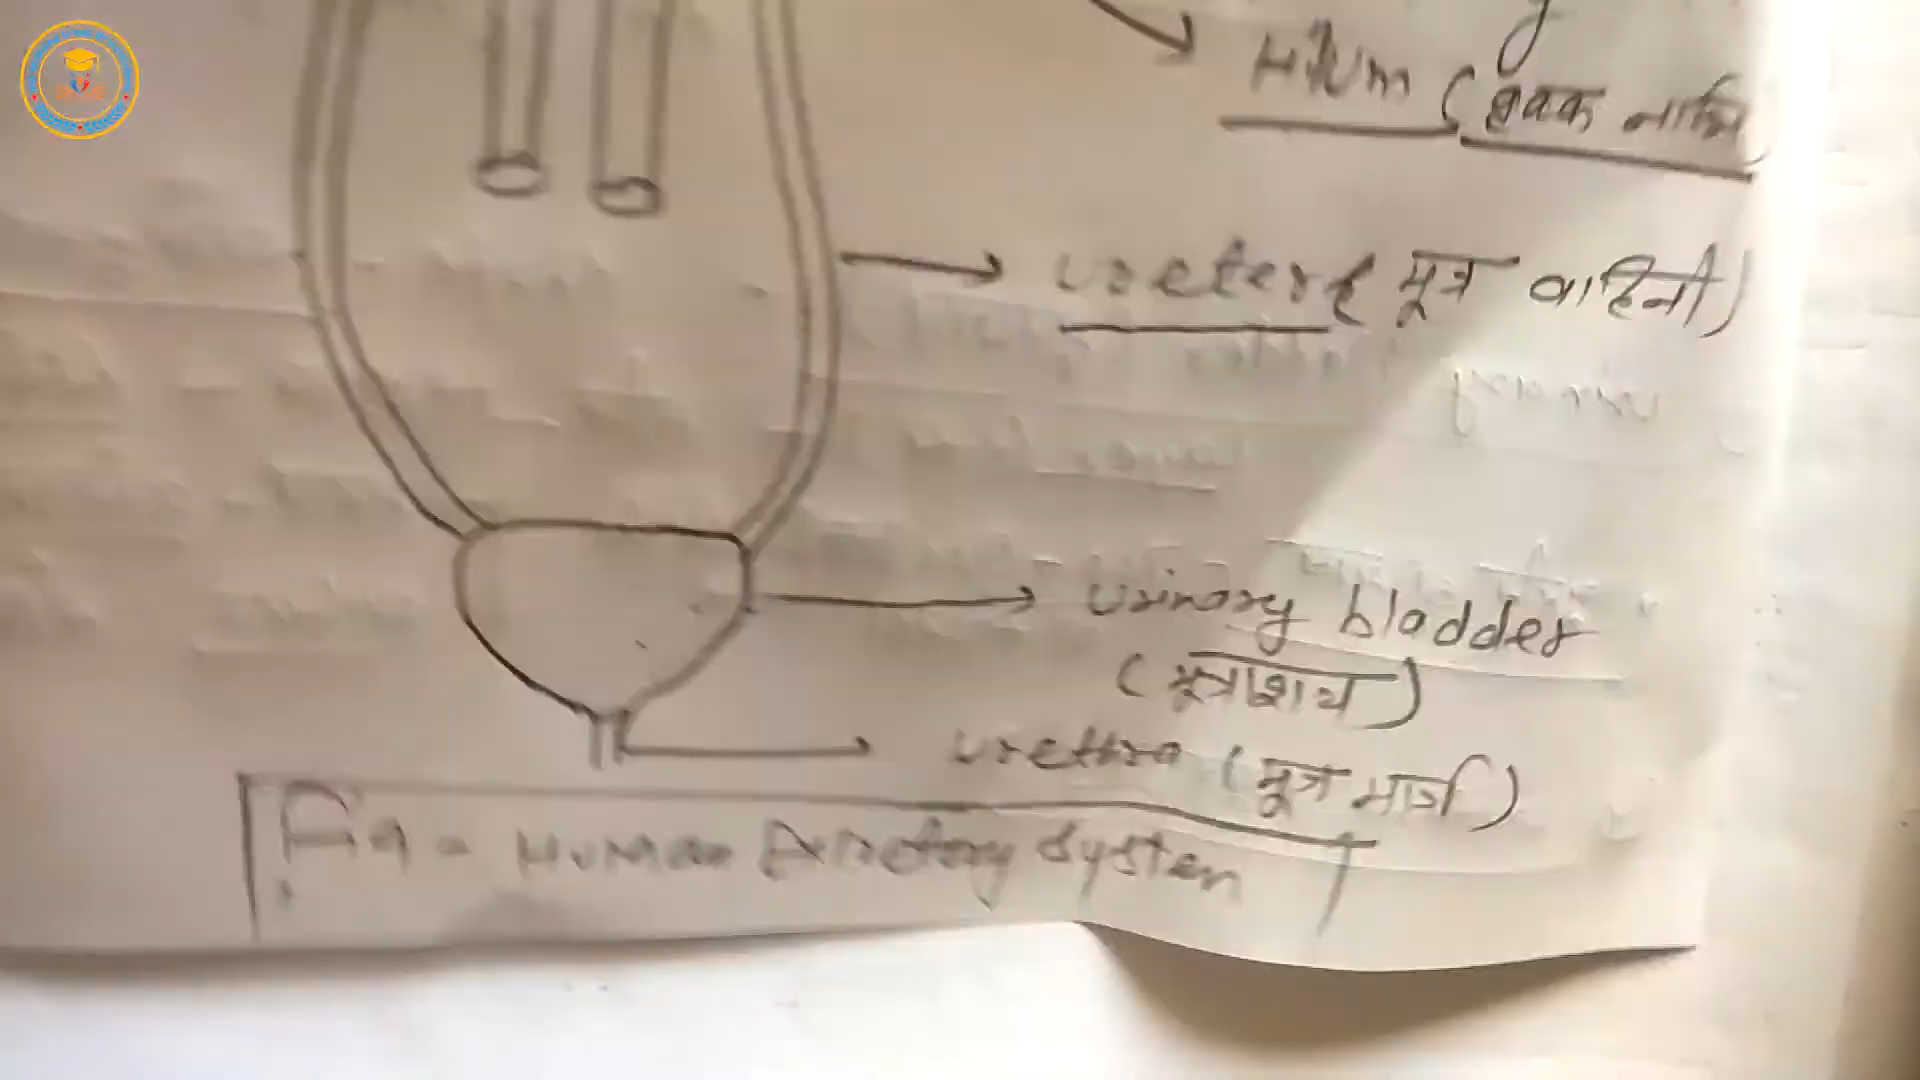 Hilum (वृक्क नाभि)
Ureter (मूत्र वाहिनी)
Urinary bladder
(मूत्राशय)
Urethra (मूत्र मार्ग)
Fig - Human Excretory System